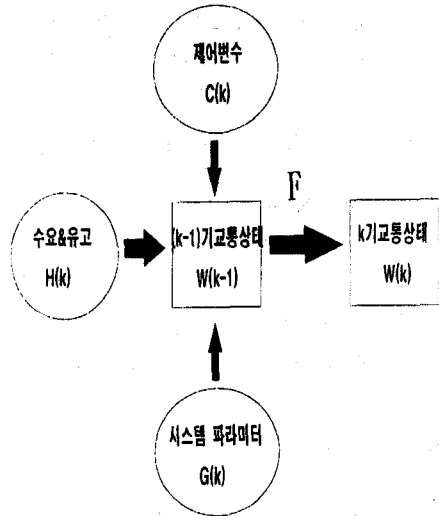 제어변수
C(k)
F
수요&유고
H(k)
(k-1)기교통상태
W(k-1)
k기교통상태
W(k)
시스템 파라미터
G(k)